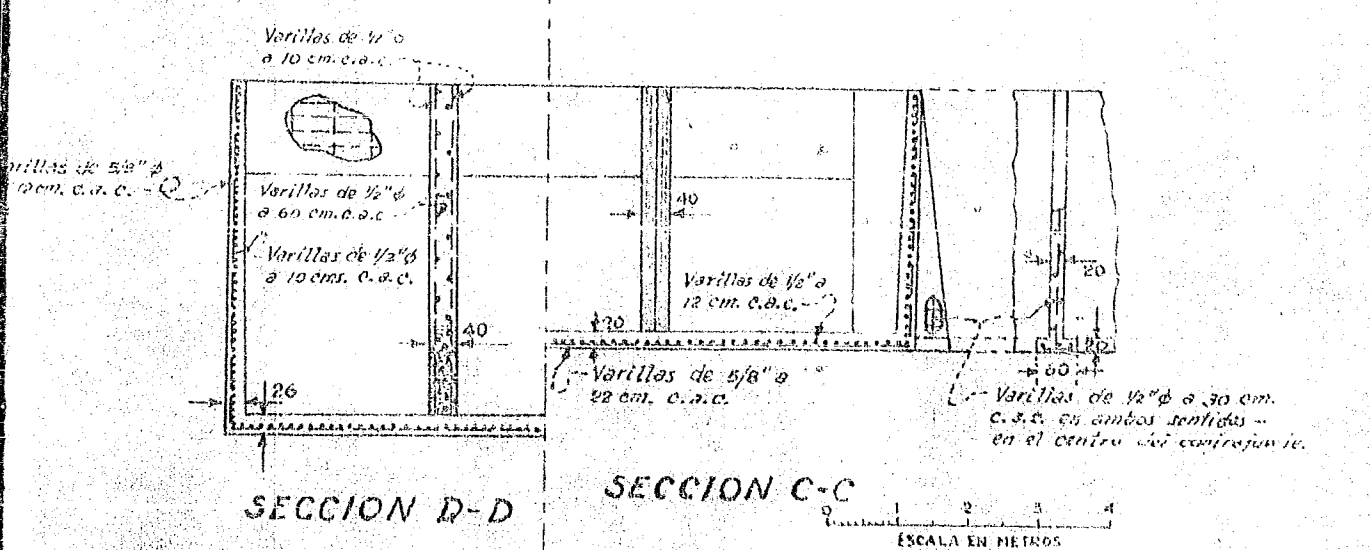 Varillas de 1/2" φ
a 10 cm. c.a.c.
Varillas de 5/8" φ
cm. c.a.c.
Varillas de 1/2" φ
a 60 cm. c.a.c
Varillas de 1/2" φ
a 10 cms. c.a.c.
40
26
SECCION D-D
40
20
Varillas de 1/2" a
12 cm. c.a.c.
Varillas de 5/8" a
22 cm. c.a.c.
20
20
60
Varillas de 1/2" φ a 30 cm.
c.a.c. en ambos sentidos -
en el centro del contrafuerte.
SECCION C-C
0 1 2 3 4
ESCALA EN METROS